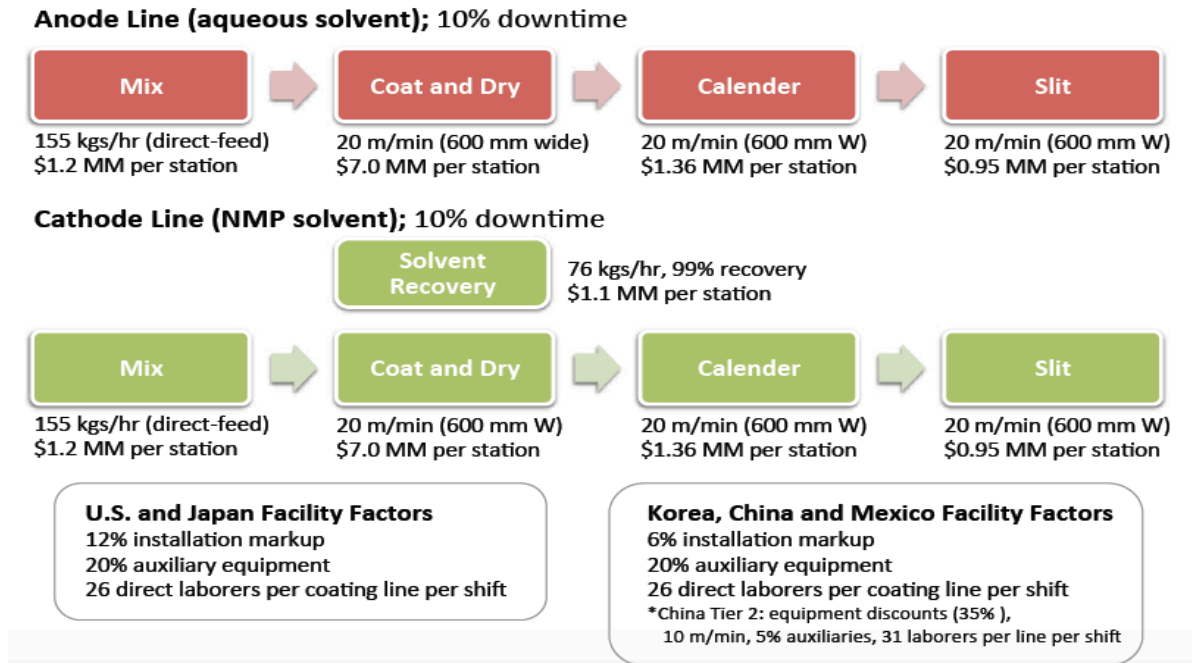 Anode Line (aqueous solvent); 10% downtime
Mix
Coat and Dry
Calender
Slit
155 kgs/hr (direct-feed)
$1.2 MM per station
20 m/min (600 mm wide)
$7.0 MM per station
20 m/min (600 mm W)
$1.36 MM per station
20 m/min (600 mm W)
$0.95 MM per station
Cathode Line (NMP solvent); 10% downtime
Solvent
Recovery
76 kgs/hr, 99% recovery
$1.1 MM per station
Mix
Coat and Dry
Calender
Slit
155 kgs/hr (direct-feed)
$1.2 MM per station
20 m/min (600 mm W)
$7.0 MM per station
20 m/min (600 mm W)
$1.36 MM per station
20 m/min (600 mm W)
$0.95 MM per station
U.S. and Japan Facility Factors
12% installation markup
20% auxiliary equipment
26 direct laborers per coating line per shift
Korea, China and Mexico Facility Factors
6% installation markup
20% auxiliary equipment
26 direct laborers per coating line per shift
*China Tier 2: equipment discounts (35% ),
10 m/min, 5% auxiliaries, 31 laborers per line per shift